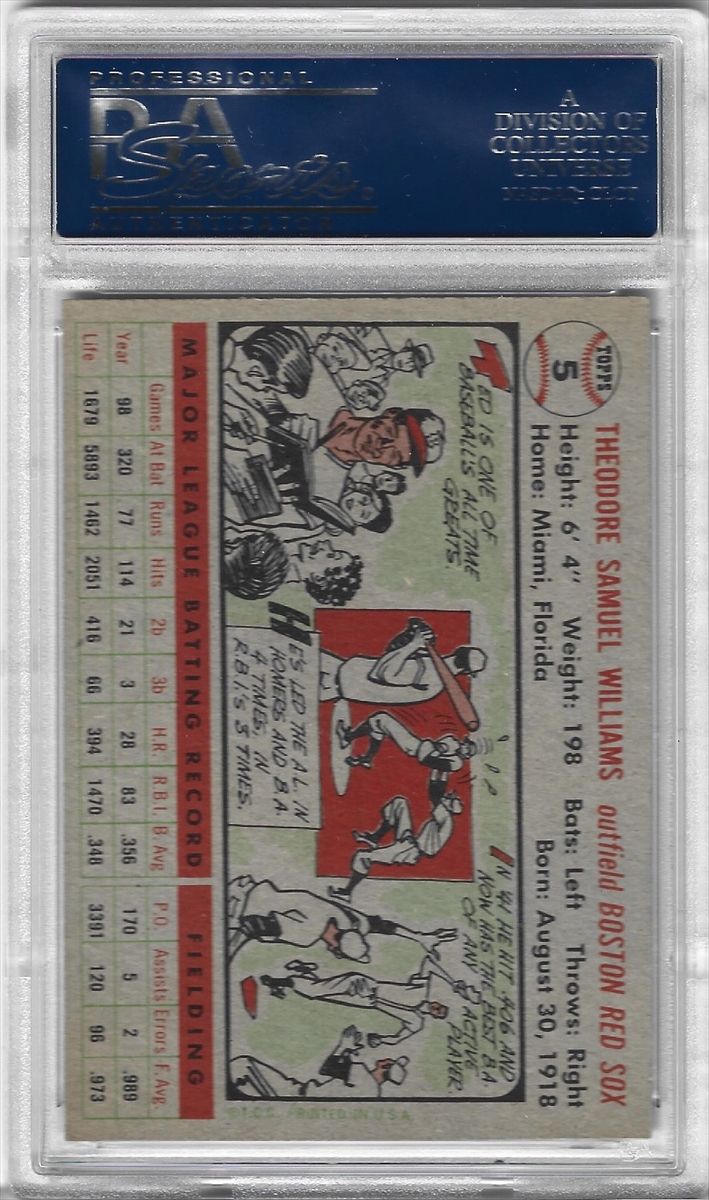 PROFESSIONAL
PSA
Sports.
AUTHENTICATOR
A
DIVISION OF
COLLECTORS
UNIVERSE
NASDAQ: CLCT
TOPPS
5
THEODORE SAMUEL WILLIAMS outfield BOSTON RED SOX
Height: 6' 4" Weight: 198 Bats: Left Throws: Right
Home: Miami, Florida Born: August 30, 1918
TED IS ONE OF
BASEBALL'S ALL TIME
GREATS.
HE'S LED THE A.L. IN
HOMERS AND B.A.
4 TIMES, IN
R.B.I.'S 3 TIMES.
IN '41 HE HIT .406 AND
NOW HAS THE BEST B.A.
OF ANY ACTIVE
PLAYER.
B
MAJOR LEAGUE BATTING RECORD FIELDING
Games At Bat Runs Hits 2b 3b H.R. R.B.I. B Avg P.O. Assists Errors F. Avg.
Year 98 320 77 114 21 3 28 83 .356 170 5 2 .989
Life 1679 5893 1462 2051 416 66 394 1470 .348 3391 120 96 .973
©T.C.G. PRINTED IN U.S.A.